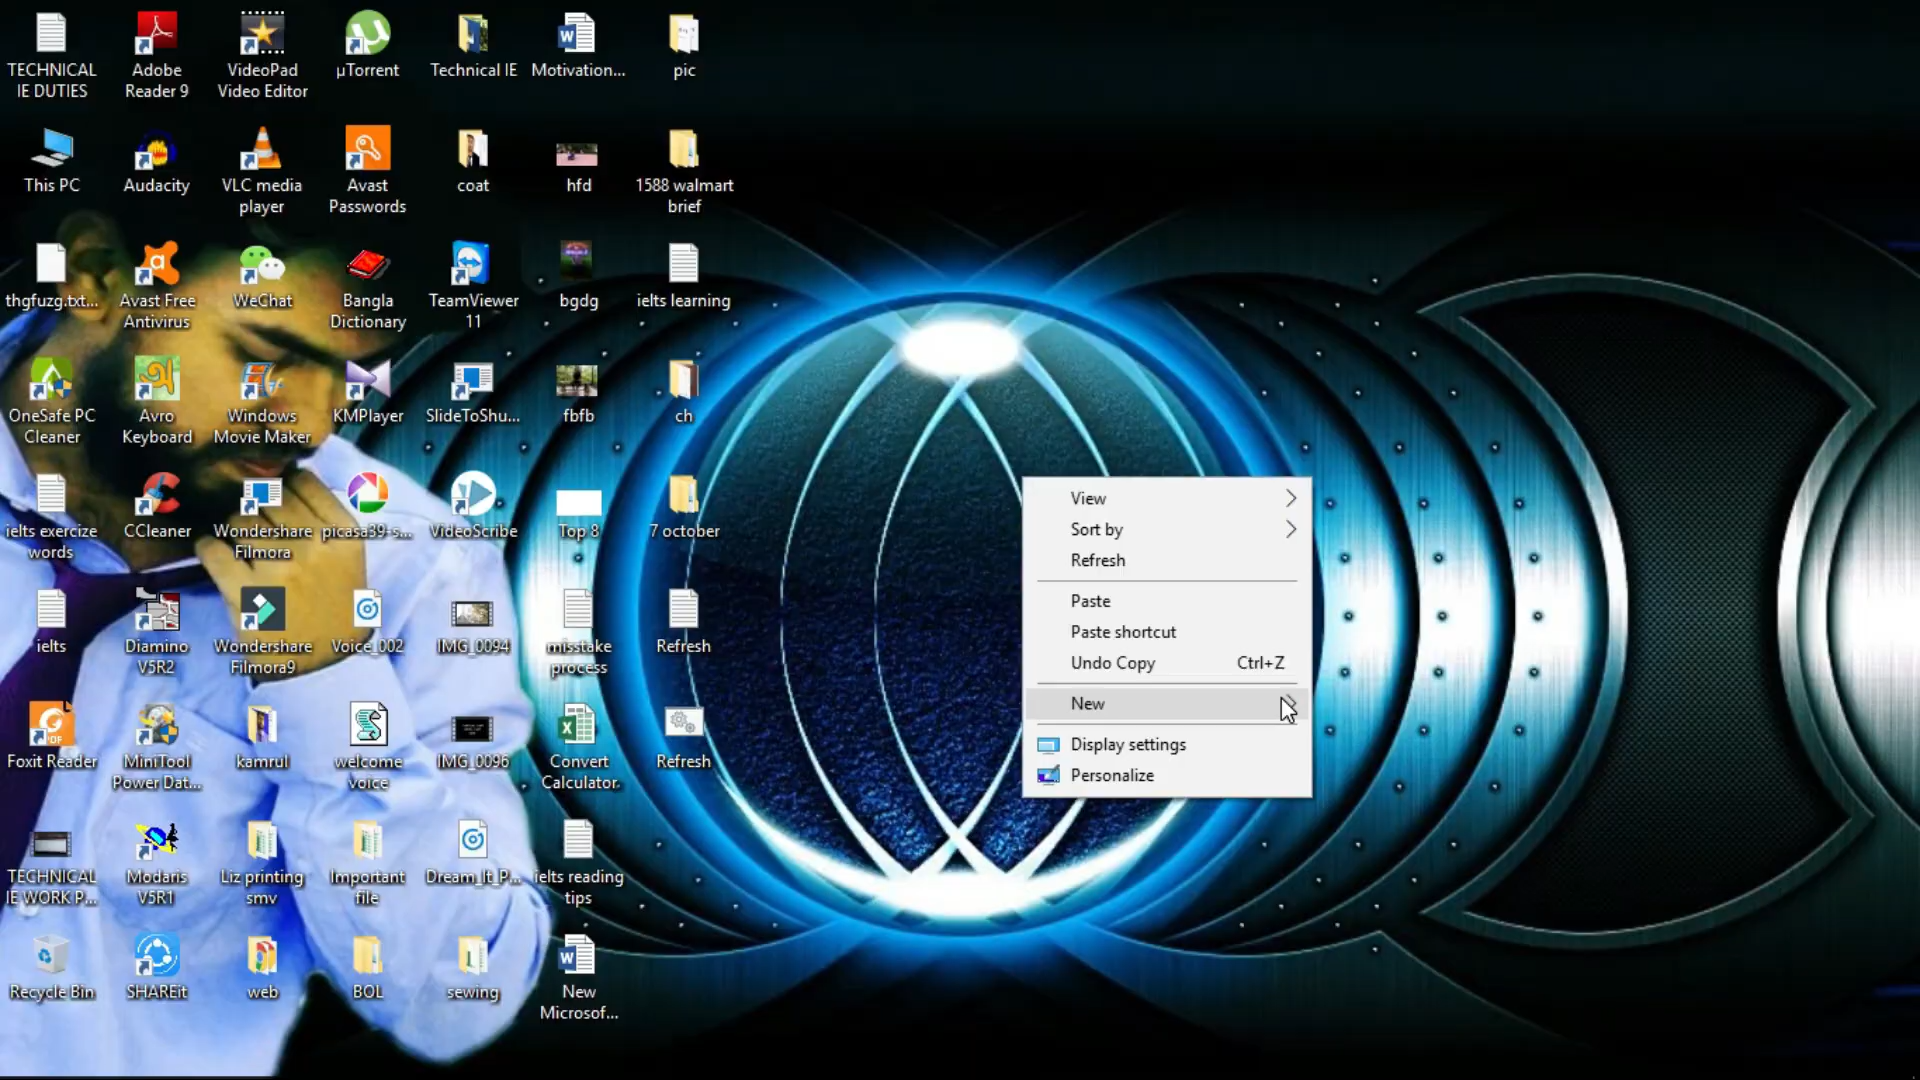 TECHNICAL
IE DUTIES
Adobe
Reader 9
VideoPad
Video Editor
µTorrent
Technical IE
Motivation...
pic
This PC
Audacity
VLC media
player
Avast
Passwords
coat
hfd
1588 walmart
brief
thgfuzg.txt...
Avast Free
Antivirus
WeChat
Bangla
Dictionary
TeamViewer
11
bgdg
ielts learning
OneSafe PC
Cleaner
Avro
Keyboard
Windows
Movie Maker
KMPlayer
SlideToShu...
fbfb
ch
ielts exercize
words
CCleaner
Wondershare
Filmora
picasa39-s...
VideoScribe
Top 8
7 october
ielts
Diamino
V5R2
Wondershare
Filmora9
Voice_002
IMG_0094
misstake
process
Refresh
Foxit Reader
MiniTool
Power Dat...
kamrul
welcome
voice
IMG_0096
Convert
Calculator.
Refresh
TECHNICAL
IE WORK P...
Modaris
V5R1
Liz printing
smv
Important
file
Dream_It_P...
ielts reading
tips
Recycle Bin
SHAREit
web
BOL
sewing
New
Microsof...
View
Sort by
Refresh
Paste
Paste shortcut
Undo Copy Ctrl+Z
New
Display settings
Personalize